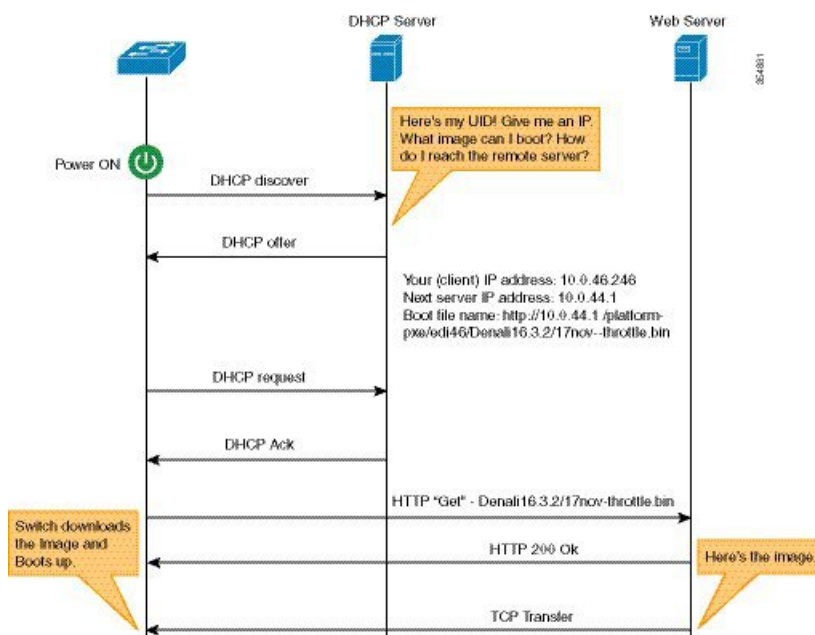 DHCP Server
Web Server
354881
Here's my UID! Give me an IP.
What image can I boot? How
do I reach the remote server?
Power ON
DHCP discover
DHCP offer
Your (client) IP address: 10.0.46.246
Next server IP address: 10.0.44.1
Boot file name: http://10.0.44.1 /platform-
pxe/edi46/Denali16.3.2/17nov--throttle.bin
DHCP request
DHCP Ack
HTTP "Get" - Denali16.3.2/17nov-throttle.bin
Switch downloads
the Image and
Boots up.
HTTP 200 Ok
Here's the image.
TCP Transfer